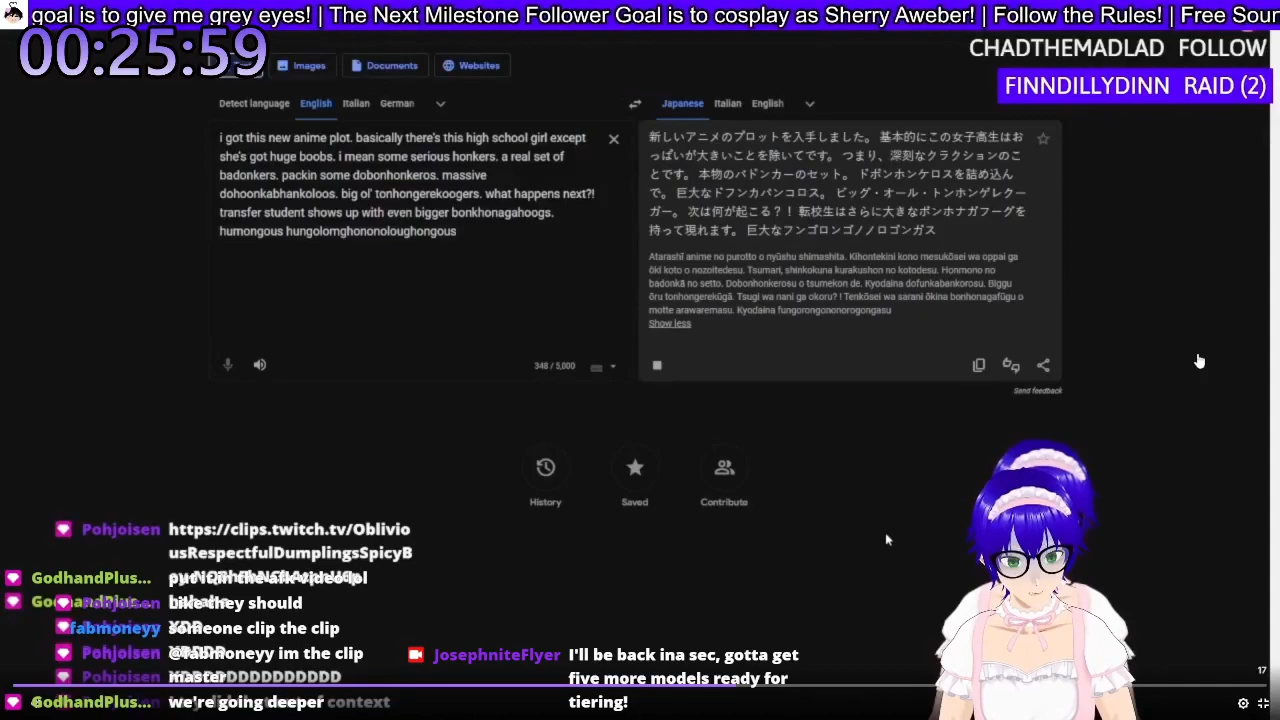 goal is to give me grey eyes! | The Next Milestone Follower Goal is to cosplay as Sherry Aweber! | Follow the Rules! | Free Sour
00:25:59
CHADTHEMADLAD FOLLOW
FINNDILLYDINN RAID (2)
Images Documents Websites
Detect language English Italian German
Japanese Italian English
i got this new anime plot. basically there's this high school girl except
she's got huge boobs. i mean some serious honkers. a real set of
badonkers. packin some dobonhonkeros. massive
dohoonkabhankoloos. big ol' tonhongerekoogers. what happens next?!
transfer student shows up with even bigger bonkhonagahoogs.
humongous hungolomghononoloughongous
348 / 5,000
新しいアニメのプロットを入手しました。 基本的にこの女子高生はお
っぱいが大きいことを除いてです。 つまり、深刻なクラクションのこ
とです。 本物のバドンカーのセット。 ドボンホンケロスを詰め込ん
で。 巨大なドフンカバンコロス。 ビッグ・オール・トンホンゲレクー
ガー。 次は何が起こる？！ 転校生はさらに大きなボンホナガフーグを
持って現れます。 巨大なフンゴロンゴノノロゴンガス
Atarashī anime no purotto o nyūshu shimashita. Kihontekini kono mesukōsei wa oppai ga
ōkī koto o nozoitedesu. Tsumari, shinkokuna kurakushon no kotodesu. Honmono no
badonkā no setto. Dobonhonkerosu o tsumekon de. Kyodaina dofunkabankorosu. Biggu
ōru tonhongerekūgā. Tsugi wa nani ga okoru? ! Tenkōsei wa sarani ōkina bonhonagafūgu o
motte arawaremasu. Kyodaina fungorongononorogongasu
Show less
Send feedback
History Saved Contribute
Pohjoisen https://clips.twitch.tv/Oblivio
usRespectfulDumplingsSpicyB
GodhandPlus... put it in the afk video lol
Pohjoisen like they should
fabmoneyy someone clip the clip
Pohjoisen @fabmoneyy im the clip
master
GodhandPlus... we're going deeper context
JosephniteFlyer I'll be back ina sec, gotta get
five more models ready for
tiering!
17